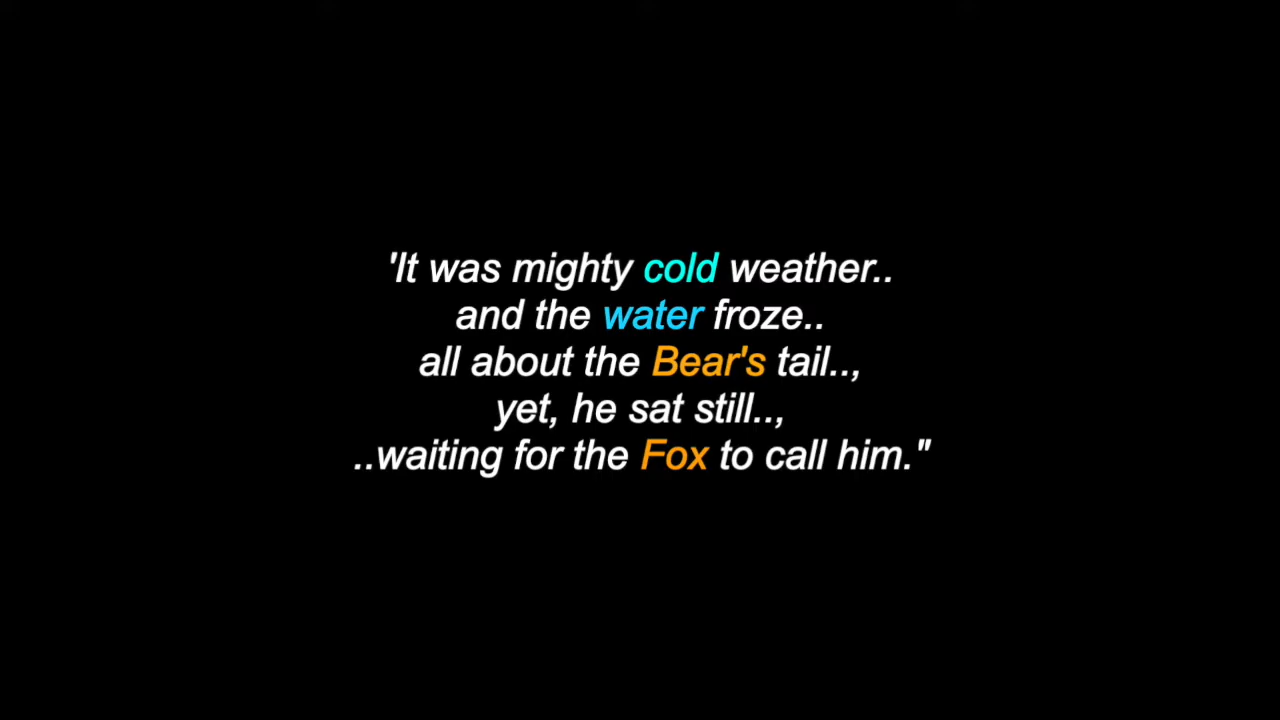 'It was mighty cold weather..
and the water froze..
all about the Bear's tail..,
yet, he sat still..,
..waiting for the Fox to call him."